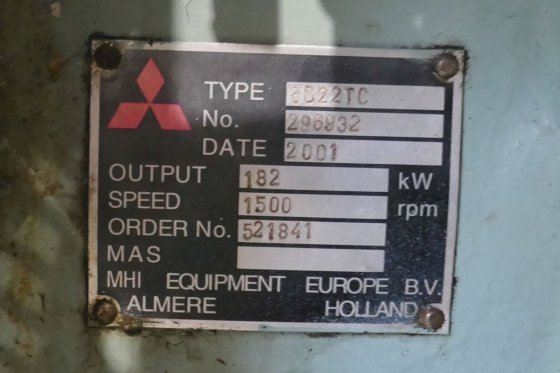 TYPE 6D22TC
No. 296932
DATE 2001
OUTPUT 182 kW
SPEED 1500 rpm
ORDER No. 521841
MAS
MHI EQUIPMENT EUROPE B.V.
ALMERE HOLLAND